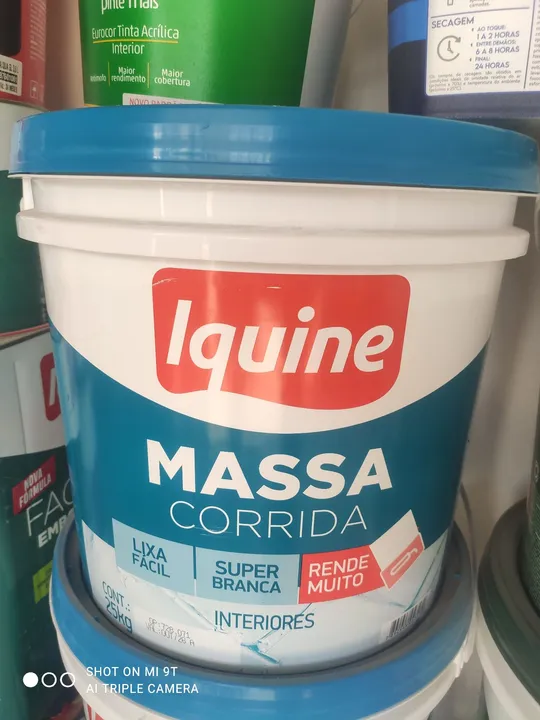 pinte mais
Eurocor Tinta Acrílica
Interior
Maior
rendimento
Maior
cobertura
SECAGEM
AO TOQUE:
1 A 2 HORAS
ENTRE DEMÃOS:
6 A 8 HORAS
FINAL:
24 HORAS
Iquine
MASSA
CORRIDA
LIXA
FÁCIL
SUPER
BRANCA
RENDE
MUITO
CONT.:
25Kg
INTERIORES
NOVA
FÓRMULA
SHOT ON MI 9T
AI TRIPLE CAMERA